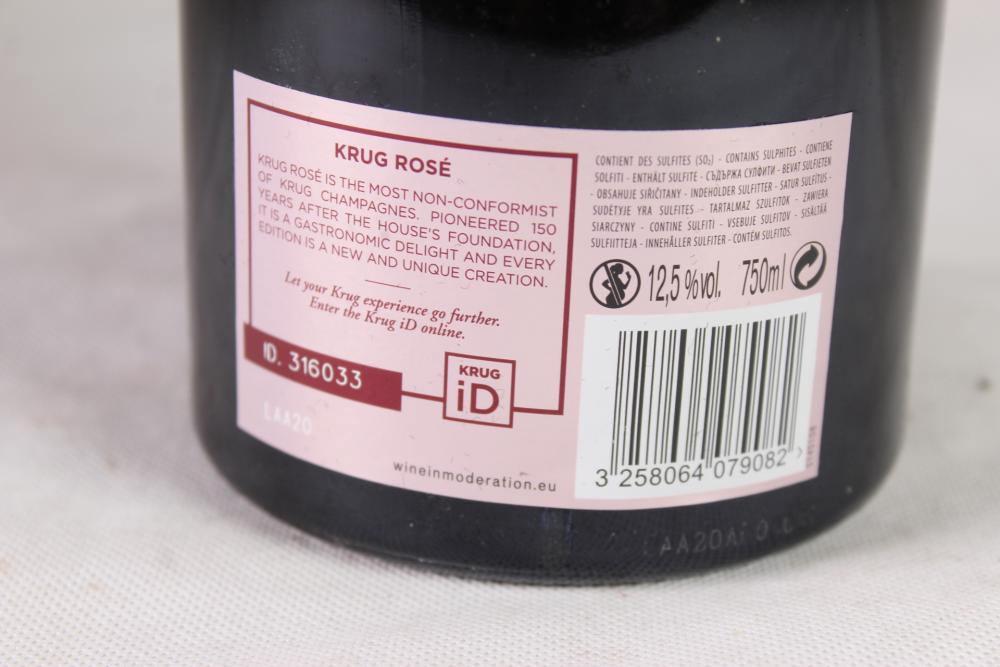 KRUG ROSÉ
KRUG ROSÉ IS THE MOST NON-CONFORMIST
OF KRUG CHAMPAGNES. PIONEERED 150
YEARS AFTER THE HOUSE'S FOUNDATION,
IT IS A GASTRONOMIC DELIGHT AND EVERY
EDITION IS A NEW AND UNIQUE CREATION.
Let your Krug experience go further.
Enter the Krug iD online.
ID. 316033
KRUG
iD
LAA20
wineinmoderation.eu
CONTIENT DES SULFITES (SO₂) - CONTAINS SULPHITES - CONTIENE
SOLFITI - ENTHÄLT SULFITE - СЪДЪРЖА СУЛФИТИ - BEVAT SULFIETEN
- OBSAHUJE SIŘIČITANY - INDEHOLDER SULFITTER - SATUR SULFĪTUS -
SUDĖTYJE YRA SULFITES - TARTALMAZ SZULFITOK - ZAWIERA
SIARCZYNY - CONTINE SULFITI - VSEBUJE SULFITOV - SISÄLTÄÄ
SULFIITTEJA - INNEHÅLLER SULFITER - CONTÉM SULFITOS.
12,5 %vol. 750ml
3 258064 079082 >